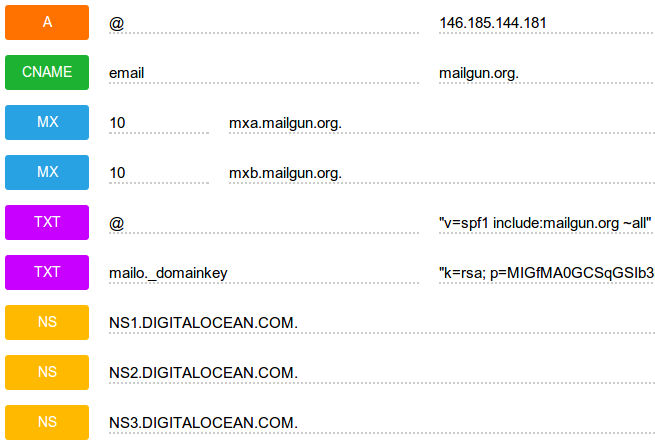 A @ 146.185.144.181
CNAME email mailgun.org.
MX 10 mxa.mailgun.org.
MX 10 mxb.mailgun.org.
TXT @ "v=spf1 include:mailgun.org ~all"
TXT mailo._domainkey "k=rsa; p=MIGfMA0GCSqGSIb3
NS NS1.DIGITALOCEAN.COM.
NS NS2.DIGITALOCEAN.COM.
NS NS3.DIGITALOCEAN.COM.